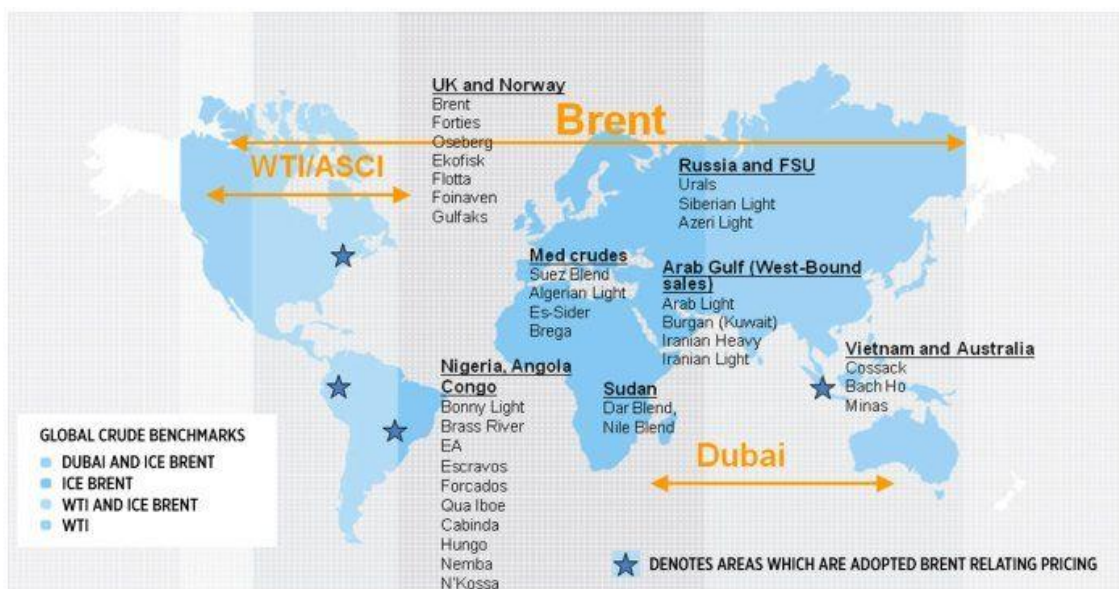 UK and Norway
Brent
Forties
Oseberg
Ekofisk
Flotta
Foinaven
Gulfaks
Brent
WTI/ASCI
Russia and FSU
Urals
Siberian Light
Azeri Light
Med crudes
Suez Blend
Algerian Light
Es-Sider
Brega
Arab Gulf (West-Bound
sales)
Arab Light
Burgan (Kuwait)
Iranian Heavy
Iranian Light
Vietnam and Australia
Cossack
Bach Ho
Minas
Nigeria, Angola
Congo
Bonny Light
Brass River
EA
Escravos
Forcados
Qua Iboe
Cabinda
Hungo
Nemba
N'Kossa
Sudan
Dar Blend,
Nile Blend
Dubai
GLOBAL CRUDE BENCHMARKS
DUBAI AND ICE BRENT
ICE BRENT
WTI AND ICE BRENT
WTI
DENOTES AREAS WHICH ARE ADOPTED BRENT RELATING PRICING